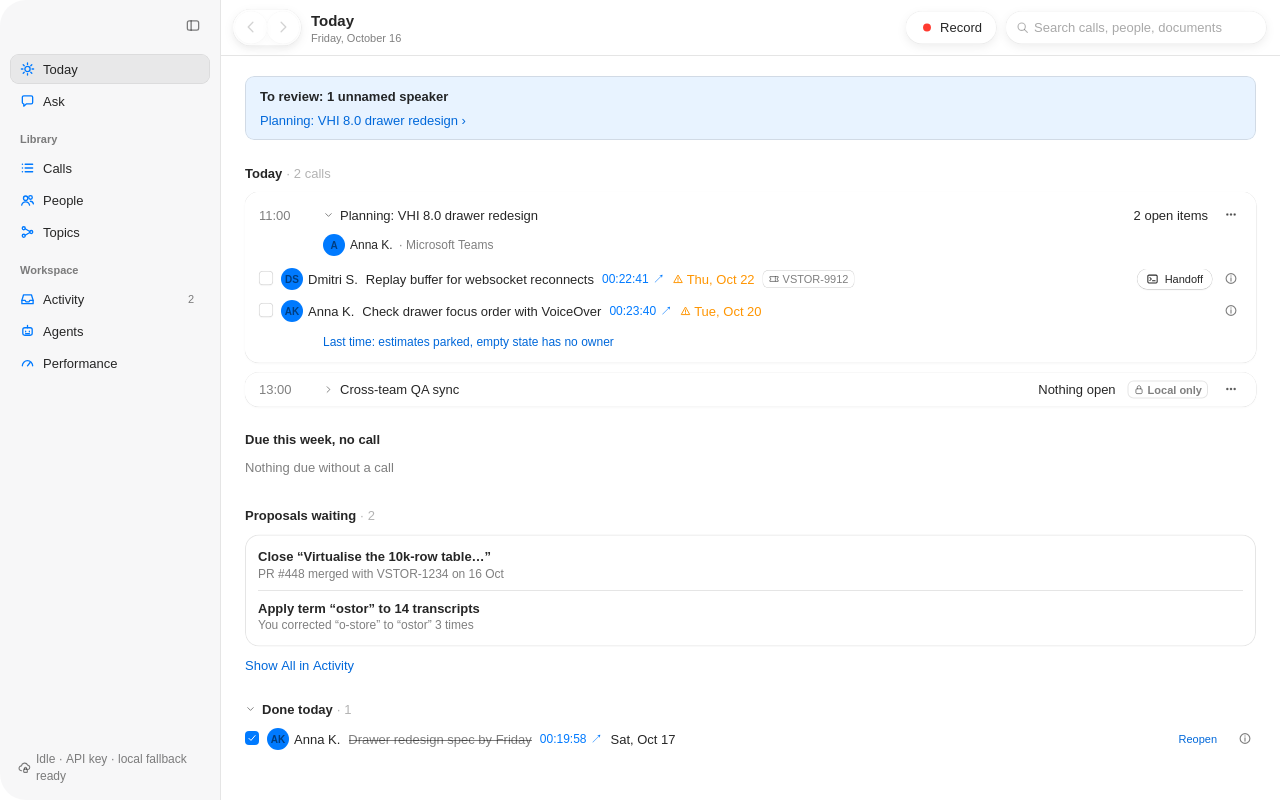 Today
Friday, October 16
Record
Search calls, people, documents
Today
Ask
Library
Calls
People
Topics
Workspace
Activity 2
Agents
Performance
Idle · API key · local fallback
ready
To review: 1 unnamed speaker
Planning: VHI 8.0 drawer redesign ›
Today · 2 calls
11:00 Planning: VHI 8.0 drawer redesign 2 open items
A Anna K. · Microsoft Teams
DS Dmitri S. Replay buffer for websocket reconnects 00:22:41 ↗ Thu, Oct 22 VSTOR-9912 Handoff
AK Anna K. Check drawer focus order with VoiceOver 00:23:40 ↗ Tue, Oct 20
Last time: estimates parked, empty state has no owner
13:00 Cross-team QA sync Nothing open Local only
Due this week, no call
Nothing due without a call
Proposals waiting · 2
Close “Virtualise the 10k-row table…”
PR #448 merged with VSTOR-1234 on 16 Oct
Apply term “ostor” to 14 transcripts
You corrected “o-store” to “ostor” 3 times
Show All in Activity
Done today · 1
AK Anna K. Drawer redesign spec by Friday 00:19:58 ↗ Sat, Oct 17 Reopen